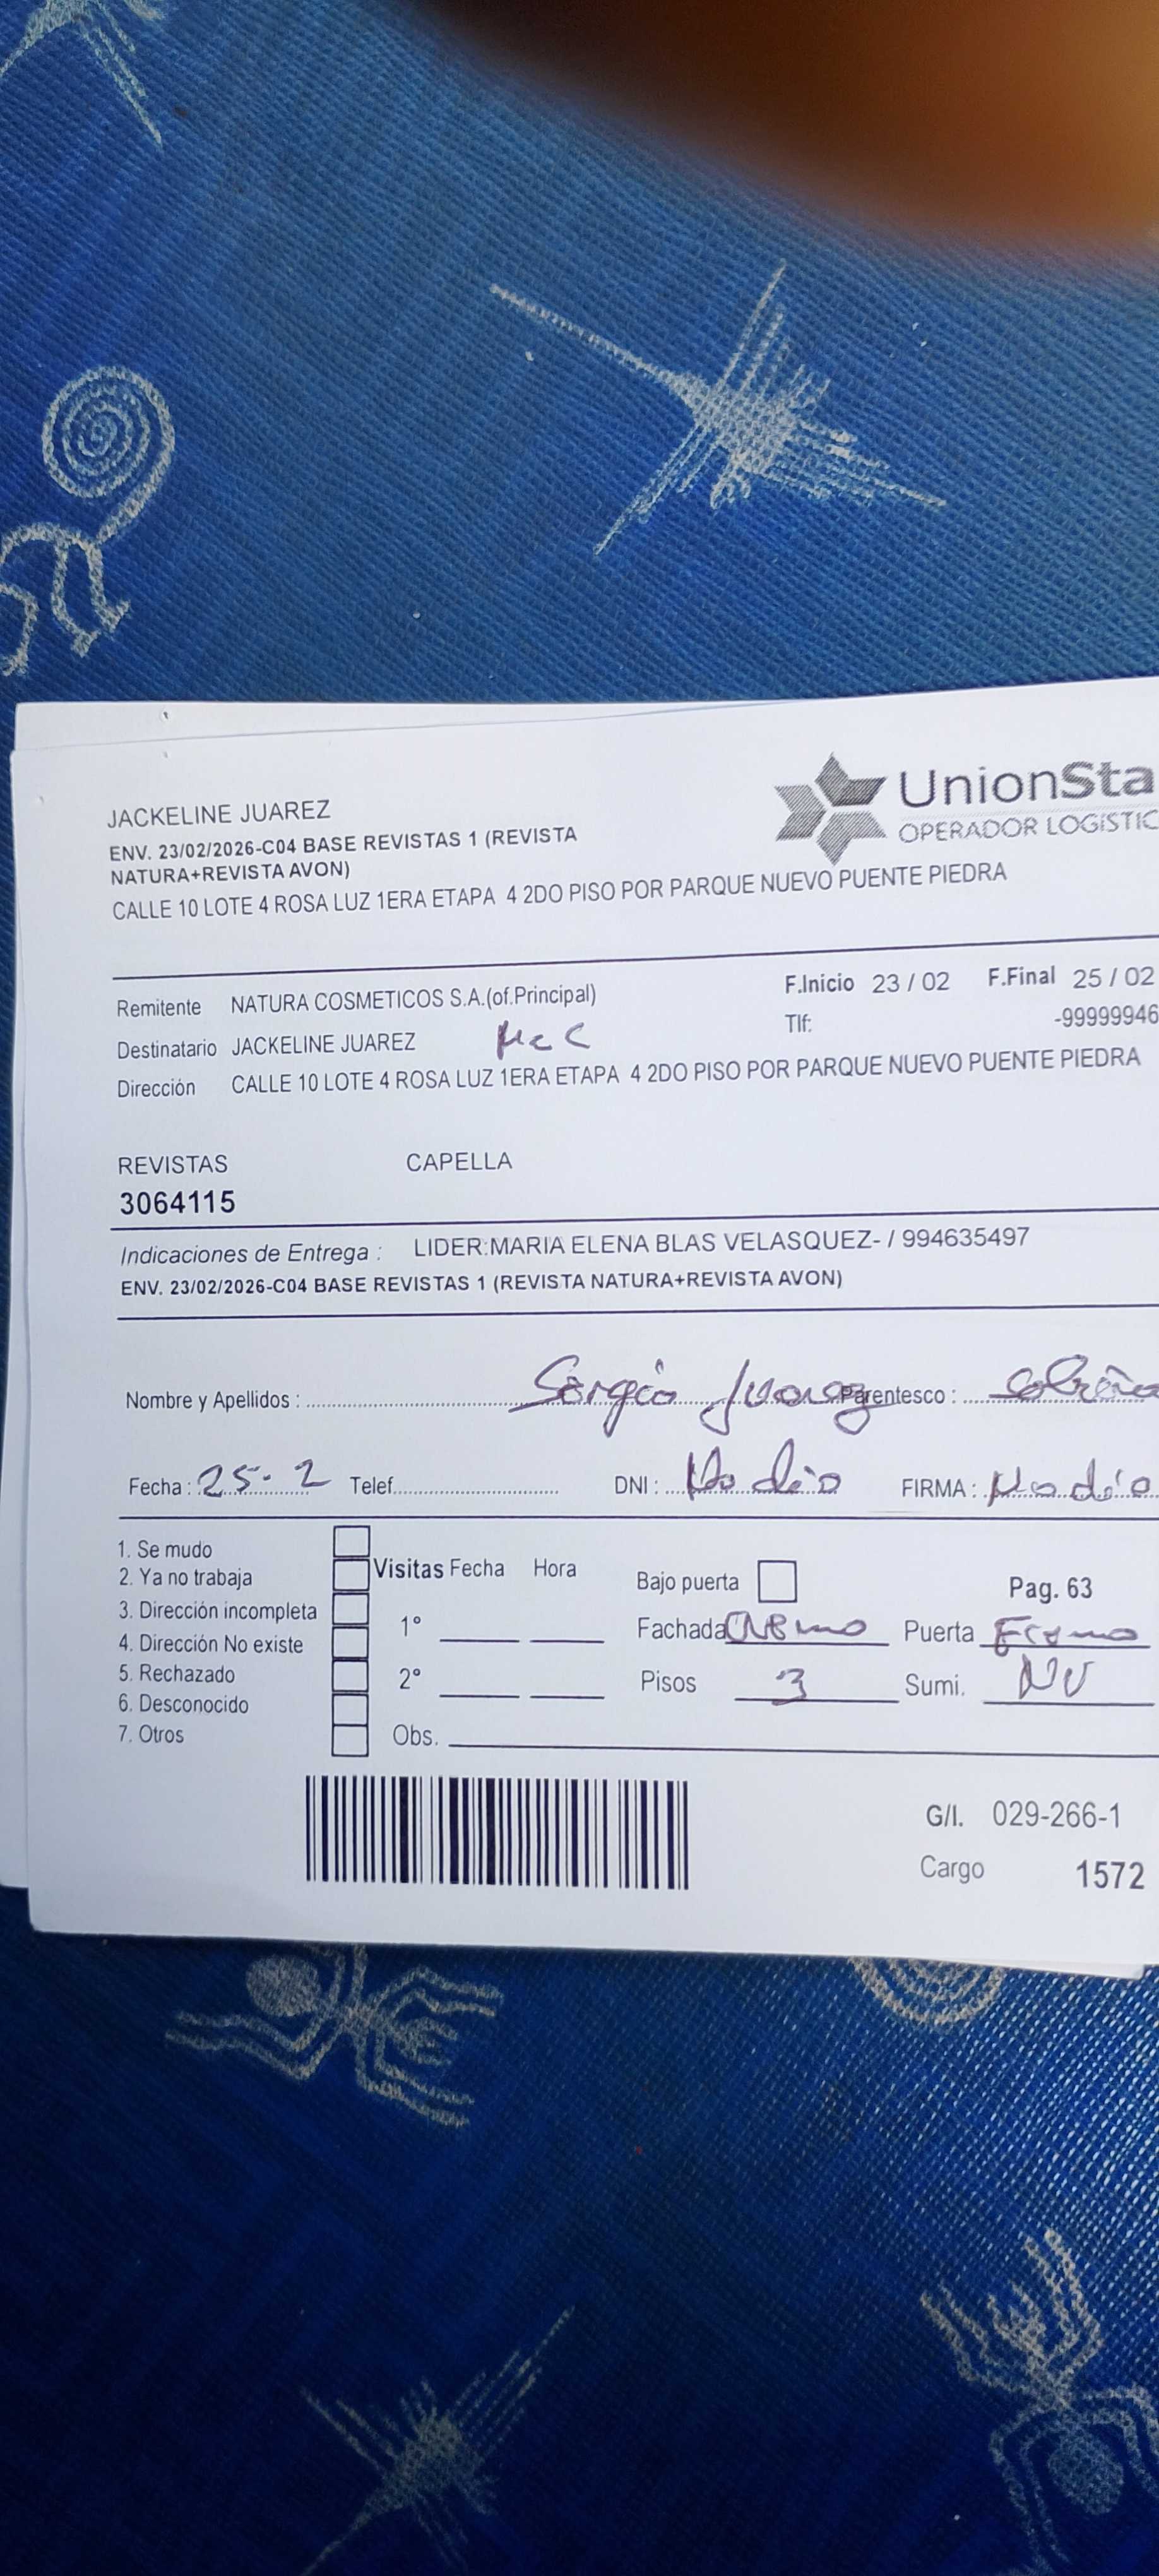 JACKELINE JUAREZ
UnionSta
OPERADOR LOGISTIC
ENV. 23/02/2026-C04 BASE REVISTAS 1 (REVISTA
NATURA+REVISTA AVON)
CALLE 10 LOTE 4 ROSA LUZ 1ERA ETAPA 4 2DO PISO POR PARQUE NUEVO PUENTE PIEDRA
Remitente NATURA COSMETICOS S.A.(of.Principal) F.Inicio 23 / 02 F.Final 25 / 02
Destinatario JACKELINE JUAREZ Tlf: -99999946
Dirección CALLE 10 LOTE 4 ROSA LUZ 1ERA ETAPA 4 2DO PISO POR PARQUE NUEVO PUENTE PIEDRA
REVISTAS CAPELLA
3064115
Indicaciones de Entrega : LIDER:MARIA ELENA BLAS VELASQUEZ- / 994635497
ENV. 23/02/2026-C04 BASE REVISTAS 1 (REVISTA NATURA+REVISTA AVON)
Nombre y Apellidos : Sergio Juarez Parentesco :
Fecha : 25-2 Telef. DNI : No dio FIRMA : No dio
1. Se mudo
2. Ya no trabaja
3. Dirección incompleta
4. Dirección No existe
5. Rechazado
6. Desconocido
7. Otros
Visitas Fecha Hora
1°
2°
Obs.
Bajo puerta Pag. 63
Fachada Puerta
Pisos 3 Sumi. NV
G/I. 029-266-1
Cargo 1572